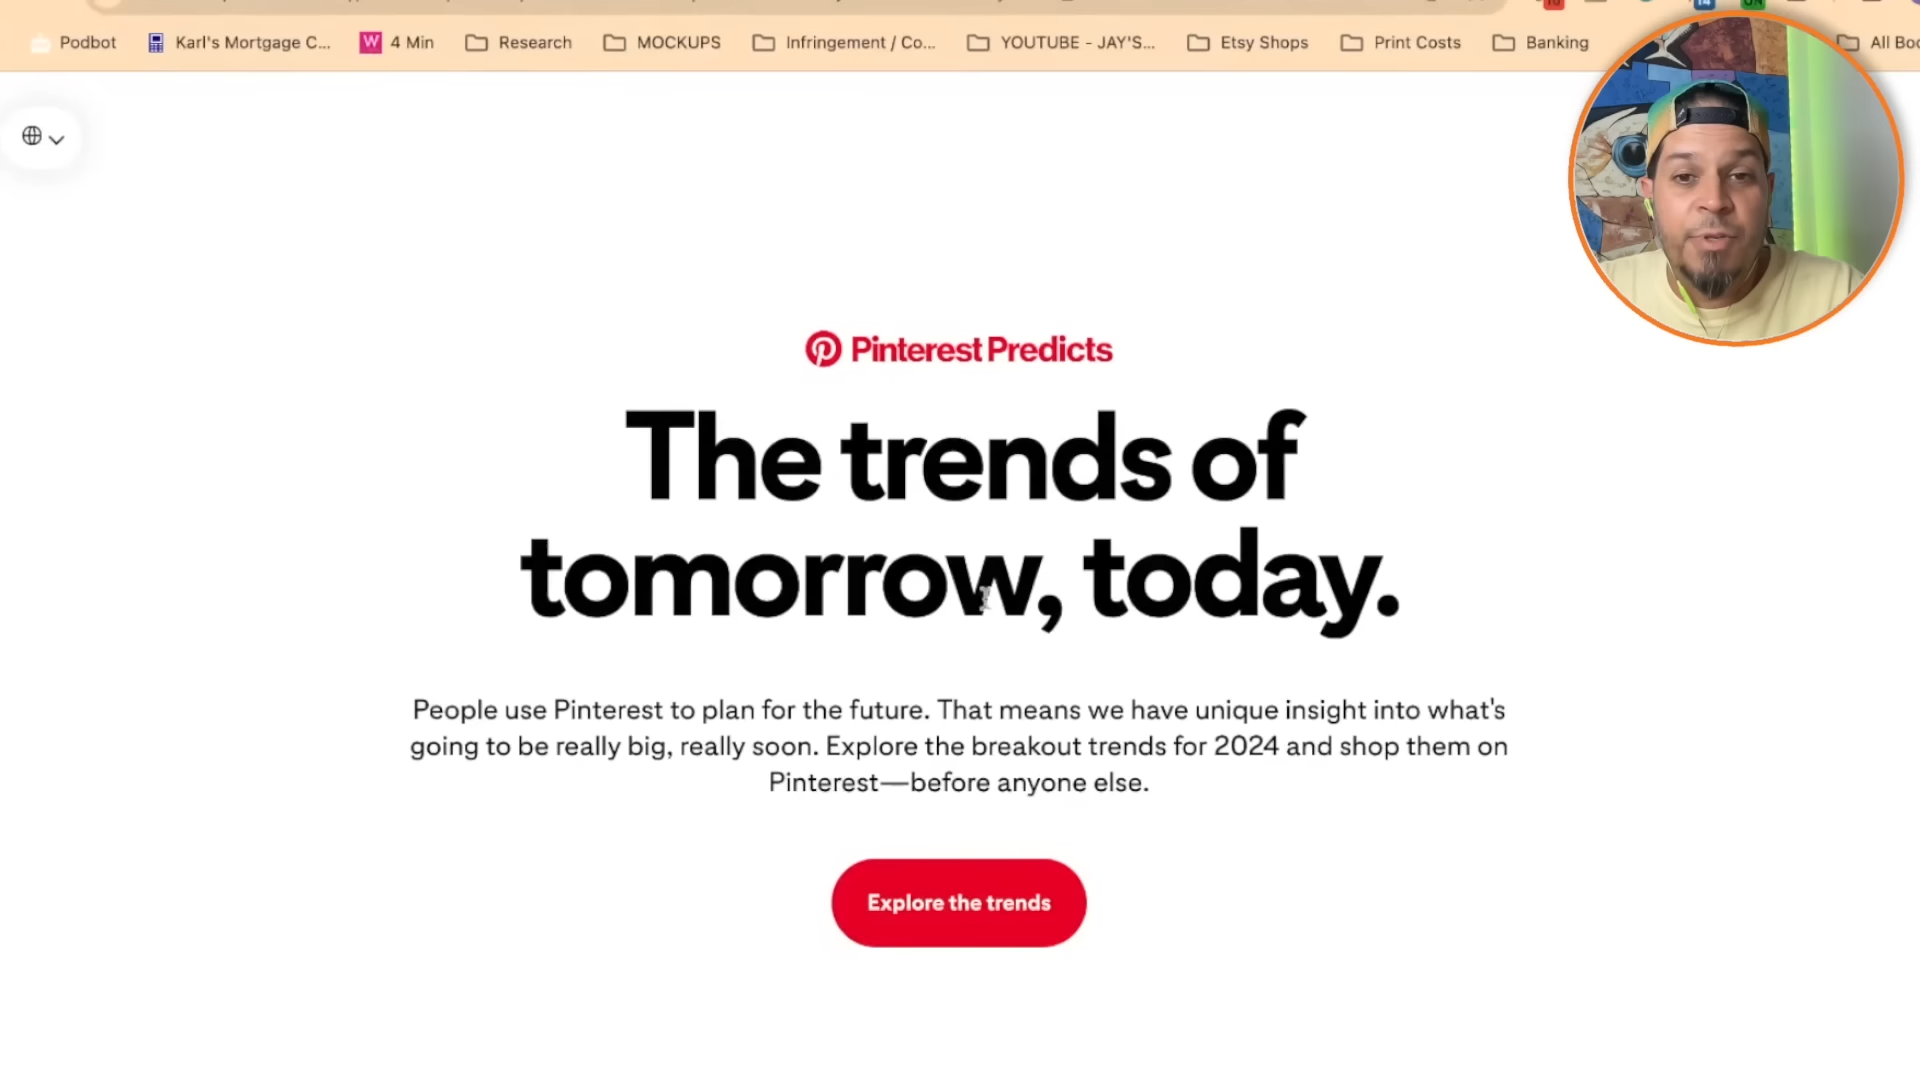 Podbot Karl's Mortgage C... W 4 Min Research MOCKUPS Infringement / Co... YOUTUBE - JAY'S... Etsy Shops Print Costs Banking All Boo
Pinterest Predicts
The trends of
tomorrow, today.
People use Pinterest to plan for the future. That means we have unique insight into what's
going to be really big, really soon. Explore the breakout trends for 2024 and shop them on
Pinterest—before anyone else.
Explore the trends